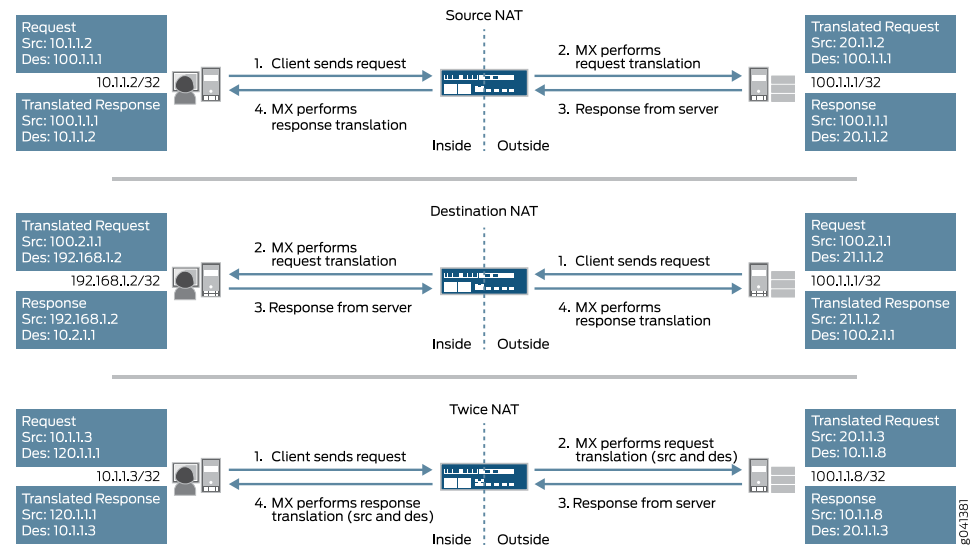 Source NAT
Request
Src: 10.1.1.2
Des: 100.1.1.1
10.1.1.2/32
Translated Response
Src: 100.1.1.1
Des: 10.1.1.2
1. Client sends request
4. MX performs
response translation
2. MX performs
request translation
3. Response from server
Inside
Outside
Translated Request
Src: 20.1.1.2
Des: 100.1.1.1
100.1.1.1/32
Response
Src: 100.1.1.1
Des: 20.1.1.2
Destination NAT
Translated Request
Src: 100.2.1.1
Des: 192.168.1.2
192.168.1.2/32
Response
Src: 192.168.1.2
Des: 10.2.1.1
2. MX performs
request translation
3. Response from server
1. Client sends request
4. MX performs
response translation
Inside
Outside
Request
Src: 100.2.1.1
Des: 21.1.1.2
100.1.1.1/32
Translated Response
Src: 21.1.1.2
Des: 100.2.1.1
Twice NAT
Request
Src: 10.1.1.3
Des: 120.1.1.1
10.1.1.3/32
Translated Response
Src: 120.1.1.1
Des: 10.1.1.3
1. Client sends request
4. MX performs response
translation (src and des)
2. MX performs request
translation (src and des)
3. Response from server
Inside
Outside
Translated Request
Src: 20.1.1.3
Des: 10.1.1.8
100.1.1.8/32
Response
Src: 10.1.1.8
Des: 20.1.1.3
g041381